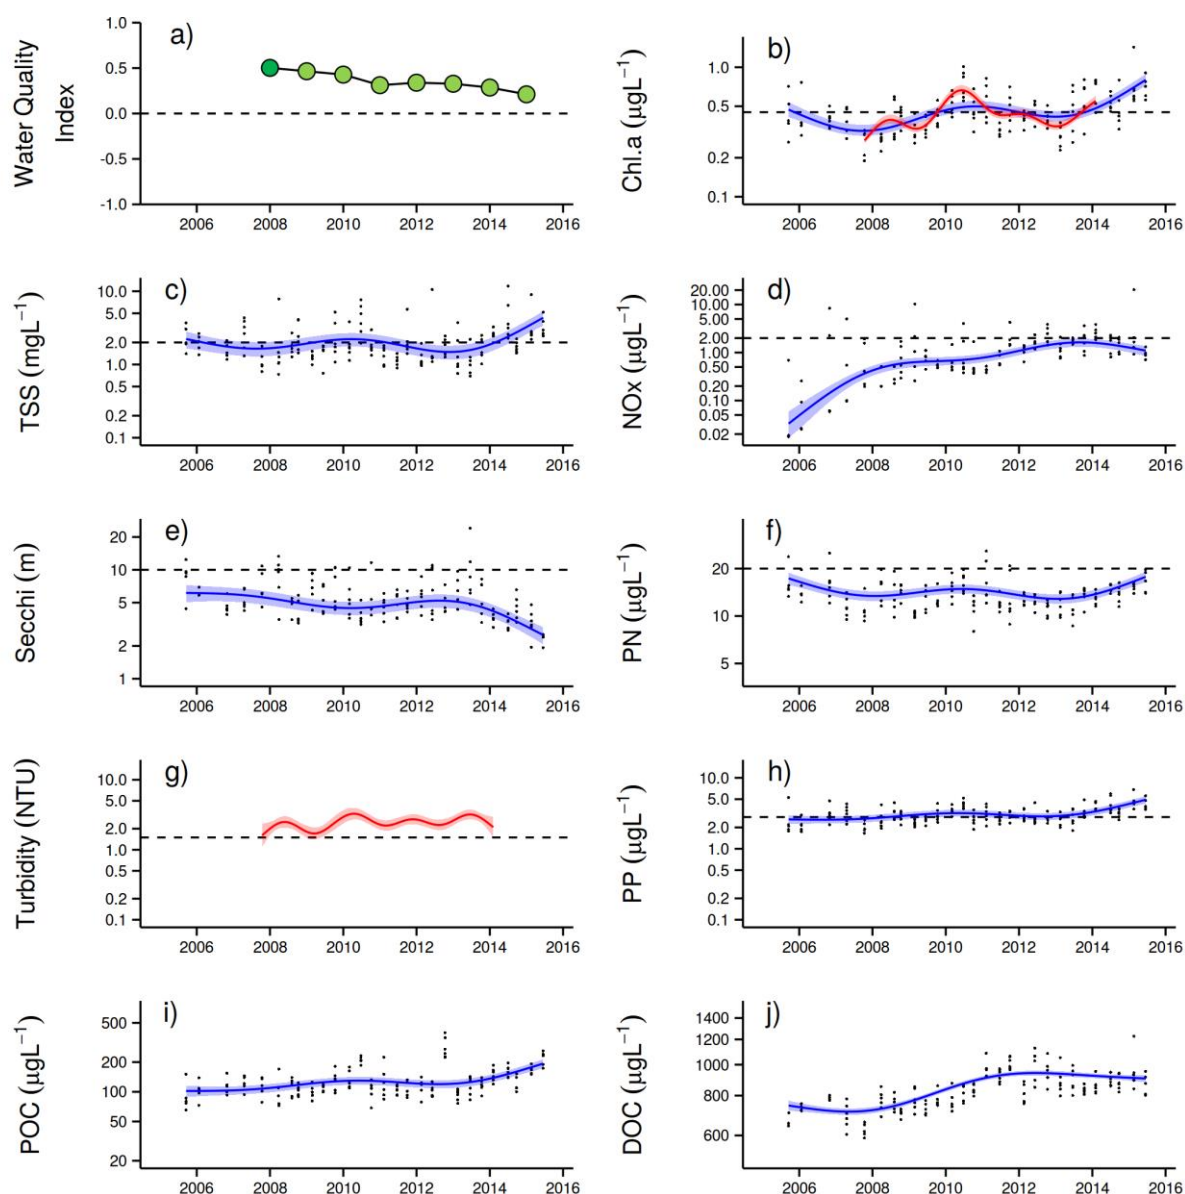 a)
Water Quality
Index
1.0
0.5
0.0
-0.5
-1.0
2006 2008 2010 2012 2014 2016
b)
Chl.a (µgL⁻¹)
1.0
0.5
0.2
0.1
2006 2008 2010 2012 2014 2016
c)
TSS (mgL⁻¹)
10.0
5.0
2.0
1.0
0.5
0.2
0.1
2006 2008 2010 2012 2014 2016
d)
NOx (µgL⁻¹)
20.00
10.00
5.00
2.00
1.00
0.50
0.20
0.10
0.05
0.02
2006 2008 2010 2012 2014 2016
e)
Secchi (m)
20
10
5
2
1
2006 2008 2010 2012 2014 2016
f)
PN (µgL⁻¹)
20
10
5
2006 2008 2010 2012 2014 2016
g)
Turbidity (NTU)
10.0
5.0
2.0
1.0
0.5
0.2
0.1
2006 2008 2010 2012 2014 2016
h)
PP (µgL⁻¹)
10.0
5.0
2.0
1.0
0.5
0.2
0.1
2006 2008 2010 2012 2014 2016
i)
POC (µgL⁻¹)
500
200
100
50
20
2006 2008 2010 2012 2014 2016
j)
DOC (µgL⁻¹)
1400
1200
1000
800
600
2006 2008 2010 2012 2014 2016